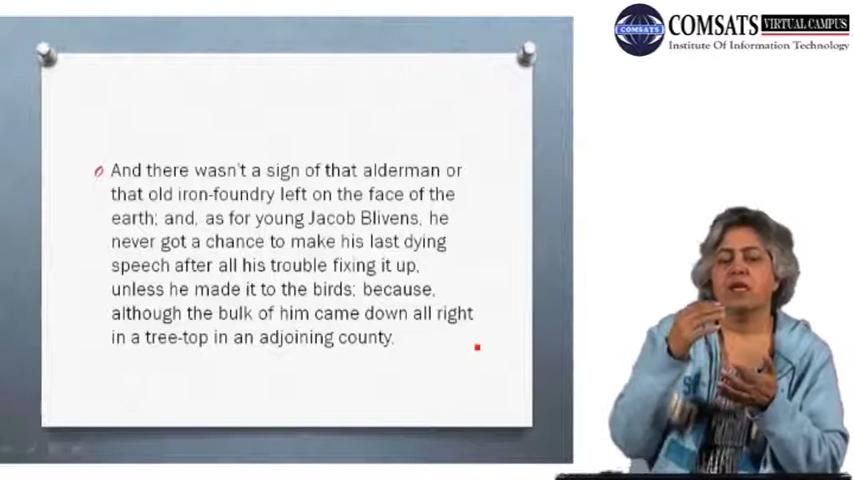 COMSATS VIRTUAL CAMPUS
COMSATS
Institute Of Information Technology
And there wasn't a sign of that alderman or
that old iron-foundry left on the face of the
earth; and, as for young Jacob Blivens, he
never got a chance to make his last dying
speech after all his trouble fixing it up,
unless he made it to the birds; because,
although the bulk of him came down all right
in a tree-top in an adjoining county.